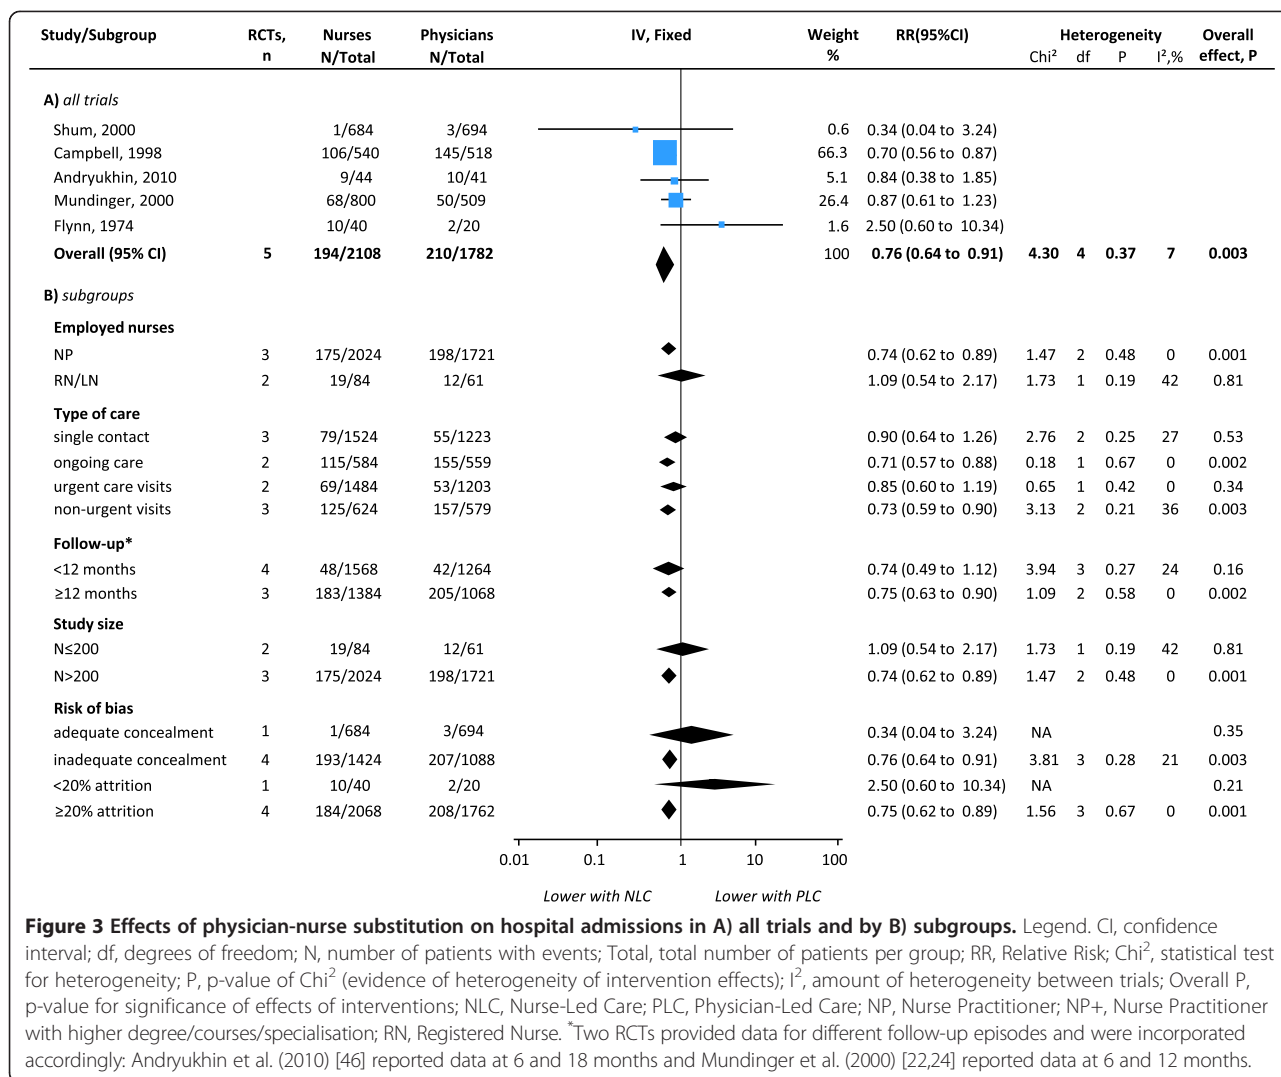 Study/Subgroup RCTs, n Nurses N/Total Physicians N/Total IV, Fixed Weight % RR(95%CI) Heterogeneity Chi² df P I²,% Overall effect, P
A) all trials
Shum, 2000 1/684 3/694 0.6 0.34 (0.04 to 3.24)
Campbell, 1998 106/540 145/518 66.3 0.70 (0.56 to 0.87)
Andryukhin, 2010 9/44 10/41 5.1 0.84 (0.38 to 1.85)
Mundinger, 2000 68/800 50/509 26.4 0.87 (0.61 to 1.23)
Flynn, 1974 10/40 2/20 1.6 2.50 (0.60 to 10.34)
Overall (95% CI) 5 194/2108 210/1782 100 0.76 (0.64 to 0.91) 4.30 4 0.37 7 0.003
B) subgroups
Employed nurses
NP 3 175/2024 198/1721 0.74 (0.62 to 0.89) 1.47 2 0.48 0 0.001
RN/LN 2 19/84 12/61 1.09 (0.54 to 2.17) 1.73 1 0.19 42 0.81
Type of care
single contact 3 79/1524 55/1223 0.90 (0.64 to 1.26) 2.76 2 0.25 27 0.53
ongoing care 2 115/584 155/559 0.71 (0.57 to 0.88) 0.18 1 0.67 0 0.002
urgent care visits 2 69/1484 53/1203 0.85 (0.60 to 1.19) 0.65 1 0.42 0 0.34
non-urgent visits 3 125/624 157/579 0.73 (0.59 to 0.90) 3.13 2 0.21 36 0.003
Follow-up*
<12 months 4 48/1568 42/1264 0.74 (0.49 to 1.12) 3.94 3 0.27 24 0.16
≥12 months 3 183/1384 205/1068 0.75 (0.63 to 0.90) 1.09 2 0.58 0 0.002
Study size
N≤200 2 19/84 12/61 1.09 (0.54 to 2.17) 1.73 1 0.19 42 0.81
N>200 3 175/2024 198/1721 0.74 (0.62 to 0.89) 1.47 2 0.48 0 0.001
Risk of bias
adequate concealment 1 1/684 3/694 0.34 (0.04 to 3.24) NA 0.35
inadequate concealment 4 193/1424 207/1088 0.76 (0.64 to 0.91) 3.81 3 0.28 21 0.003
<20% attrition 1 10/40 2/20 2.50 (0.60 to 10.34) NA 0.21
≥20% attrition 4 184/2068 208/1762 0.75 (0.62 to 0.89) 1.56 3 0.67 0 0.001
0.01 0.1 1 10 100
Lower with NLC Lower with PLC
Figure 3 Effects of physician-nurse substitution on hospital admissions in A) all trials and by B) subgroups. Legend. CI, confidence
interval; df, degrees of freedom; N, number of patients with events; Total, total number of patients per group; RR, Relative Risk; Chi², statistical test
for heterogeneity; P, p-value of Chi² (evidence of heterogeneity of intervention effects); I², amount of heterogeneity between trials; Overall P,
p-value for significance of effects of interventions; NLC, Nurse-Led Care; PLC, Physician-Led Care; NP, Nurse Practitioner; NP+, Nurse Practitioner
with higher degree/courses/specialisation; RN, Registered Nurse. *Two RCTs provided data for different follow-up episodes and were incorporated
accordingly: Andryukhin et al. (2010) [46] reported data at 6 and 18 months and Mundinger et al. (2000) [22,24] reported data at 6 and 12 months.